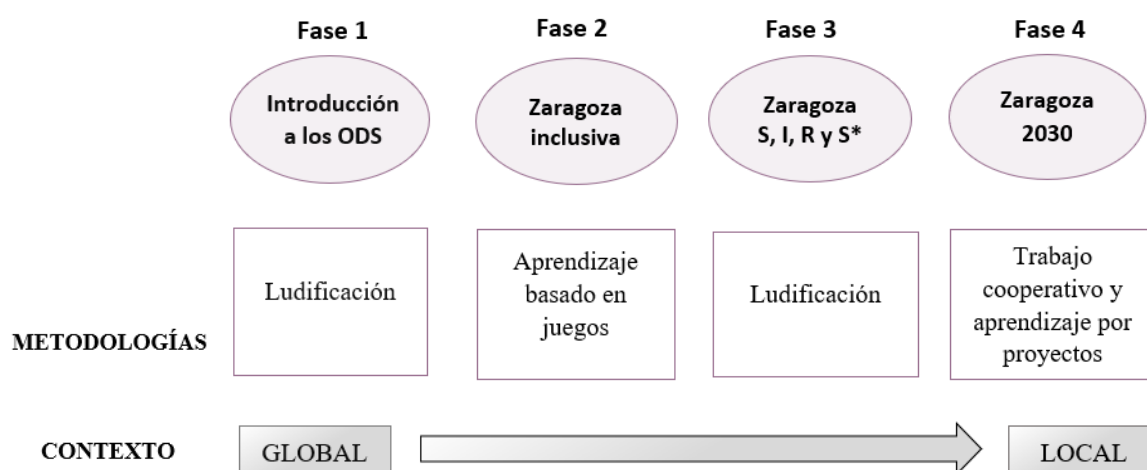 Fase 1
Fase 2
Fase 3
Fase 4
Introducción
a los ODS
Zaragoza
inclusiva
Zaragoza
S, I, R y S*
Zaragoza
2030
METODOLOGÍAS
Ludificación
Aprendizaje
basado en
juegos
Ludificación
Trabajo
cooperativo y
aprendizaje por
proyectos
CONTEXTO
GLOBAL
LOCAL